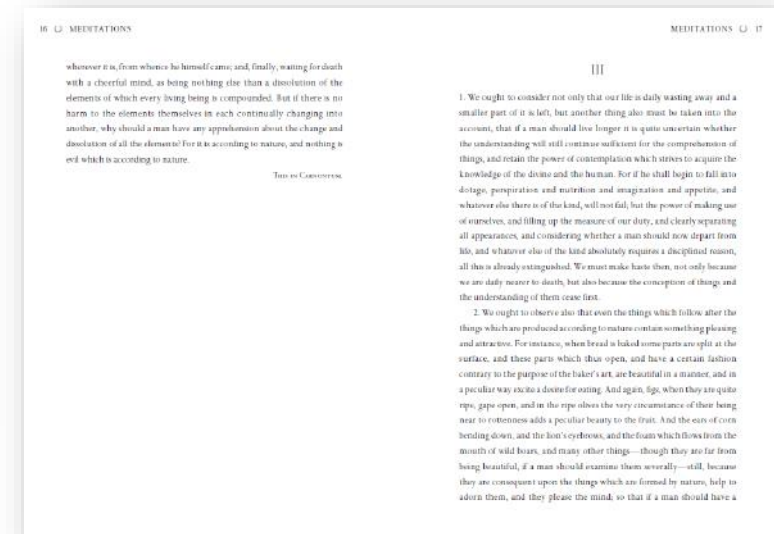 16 MEDITATIONS
wherever it is, from whence he himself came; and, finally, waiting for death
with a cheerful mind, as being nothing else than a dissolution of the
elements of which every living being is compounded. But if there is no
harm to the elements themselves in each continually changing into
another, why should a man have any apprehension about the change and
dissolution of all the elements? For it is according to nature, and nothing is
evil which is according to nature.
This in Carnuntum.
MEDITATIONS 17
III
1. We ought to consider not only that our life is daily wasting away and a
smaller part of it is left, but another thing also must be taken into the
account, that if a man should live longer it is quite uncertain whether
the understanding will still continue sufficient for the comprehension of
things, and retain the power of contemplation which strives to acquire the
knowledge of the divine and the human. For if he shall begin to fall into
dotage, perspiration and nutrition and imagination and appetite, and
whatever else there is of the kind, will not fail; but the power of making use
of ourselves, and filling up the measure of our duty, and clearly separating
all appearances, and considering whether a man should now depart from
life, and whatever else of the kind absolutely requires a disciplined reason,
all this is already extinguished. We must make haste then, not only because
we are daily nearer to death, but also because the conception of things and
the understanding of them cease first.
2. We ought to observe also that even the things which follow after the
things which are produced according to nature contain something pleasing
and attractive. For instance, when bread is baked some parts are split at the
surface, and these parts which thus open, and have a certain fashion
contrary to the purpose of the baker's art, are beautiful in a manner, and in
a peculiar way excite a desire for eating. And again, figs, when they are quite
ripe, gape open; and in the ripe olives the very circumstance of their being
near to rottenness adds a peculiar beauty to the fruit. And the ears of corn
bending down, and the lion's eyebrows, and the foam which flows from the
mouth of wild boars, and many other things—though they are far from
being beautiful, if a man should examine them severally—still, because
they are consequent upon the things which are formed by nature, help to
adorn them, and they please the mind; so that if a man should have a